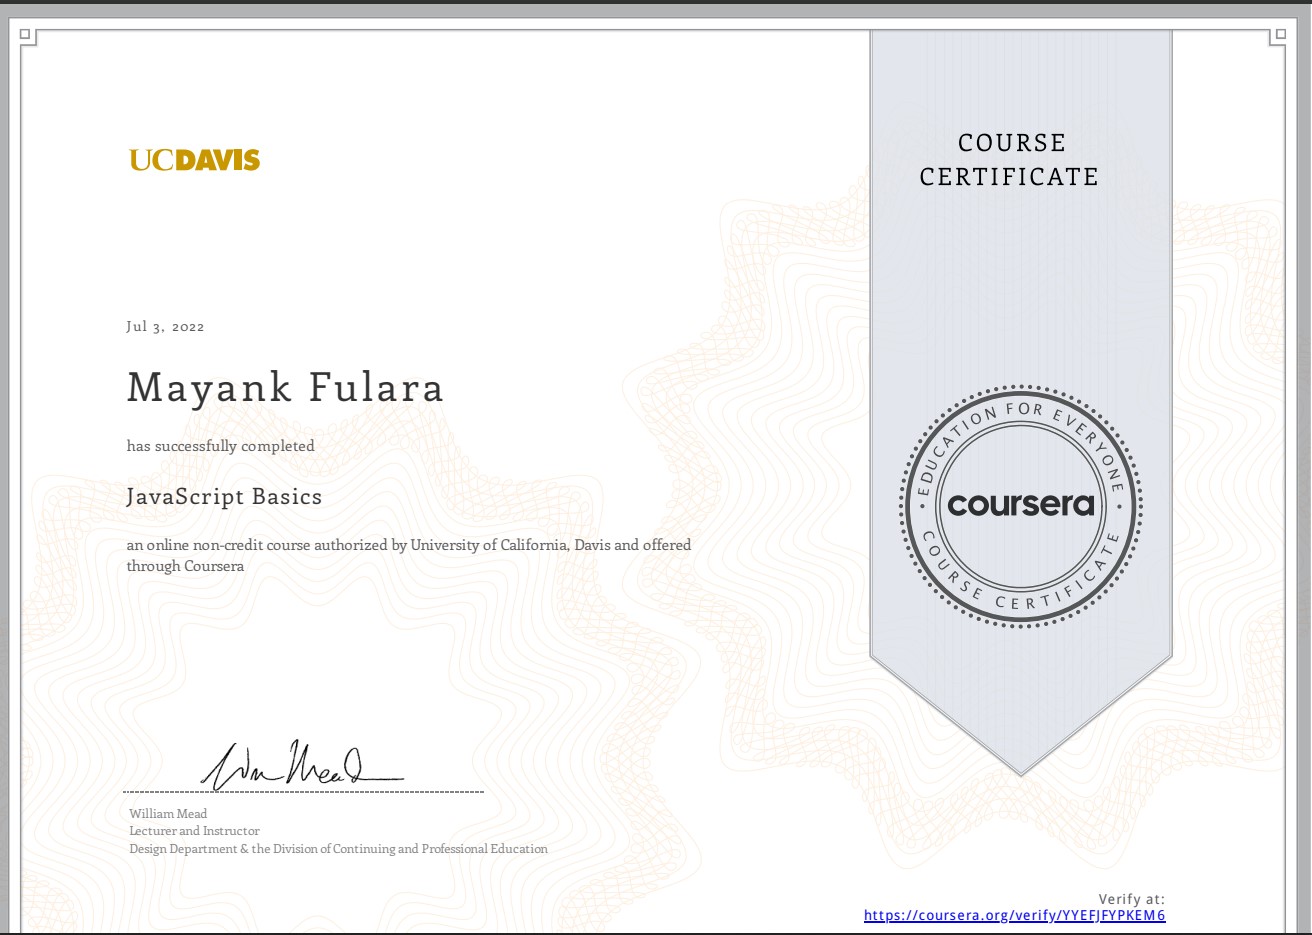 UCDAVIS
COURSE
CERTIFICATE
Jul 3, 2022
Mayank Fulara
has successfully completed
JavaScript Basics
an online non-credit course authorized by University of California, Davis and offered
through Coursera
EDUCATION FOR EVERYONE
coursera
COURSE CERTIFICATE
William Mead
Lecturer and Instructor
Design Department & the Division of Continuing and Professional Education
Verify at:
https://coursera.org/verify/YYEFJFYPKEM6